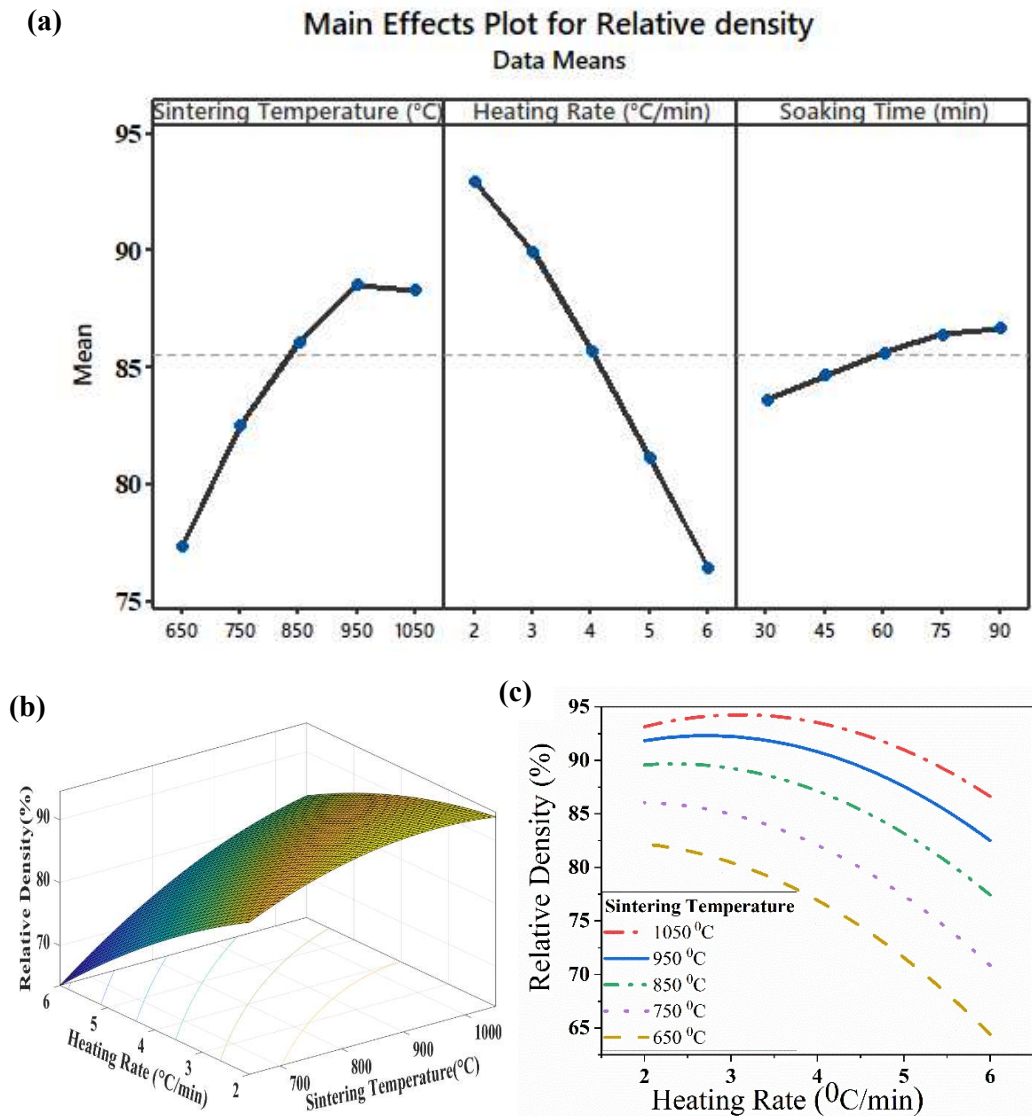 (a)
Main Effects Plot for Relative density
Data Means
Sintering Temperature (°C) Heating Rate (°C/min) Soaking Time (min)
95
90
85
80
75
Mean
650 750 850 950 1050 2 3 4 5 6 30 45 60 75 90
(b)
90
80
70
Relative Density(%)
6 5 4 3 2
Heating Rate (°C/min)
700 800 900 1000
Sintering Temperature(°C)
(c)
95
90
85
80
75
70
65
Relative Density (%)
Sintering Temperature
1050 ⁰C
950 ⁰C
850 ⁰C
750 ⁰C
650 ⁰C
2 3 4 5 6
Heating Rate (⁰C/min)